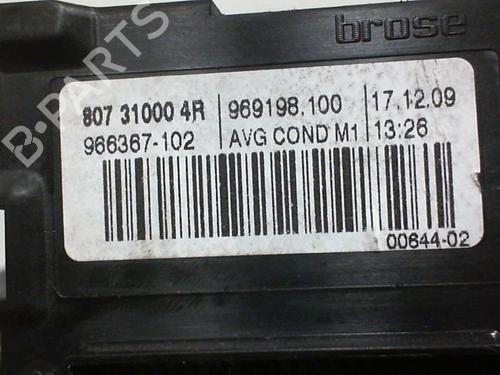 brose
807 31000 4R
966367-102
969198.100
AVG COND M1
17.12.09
13:26
00644-02
B-PARTS